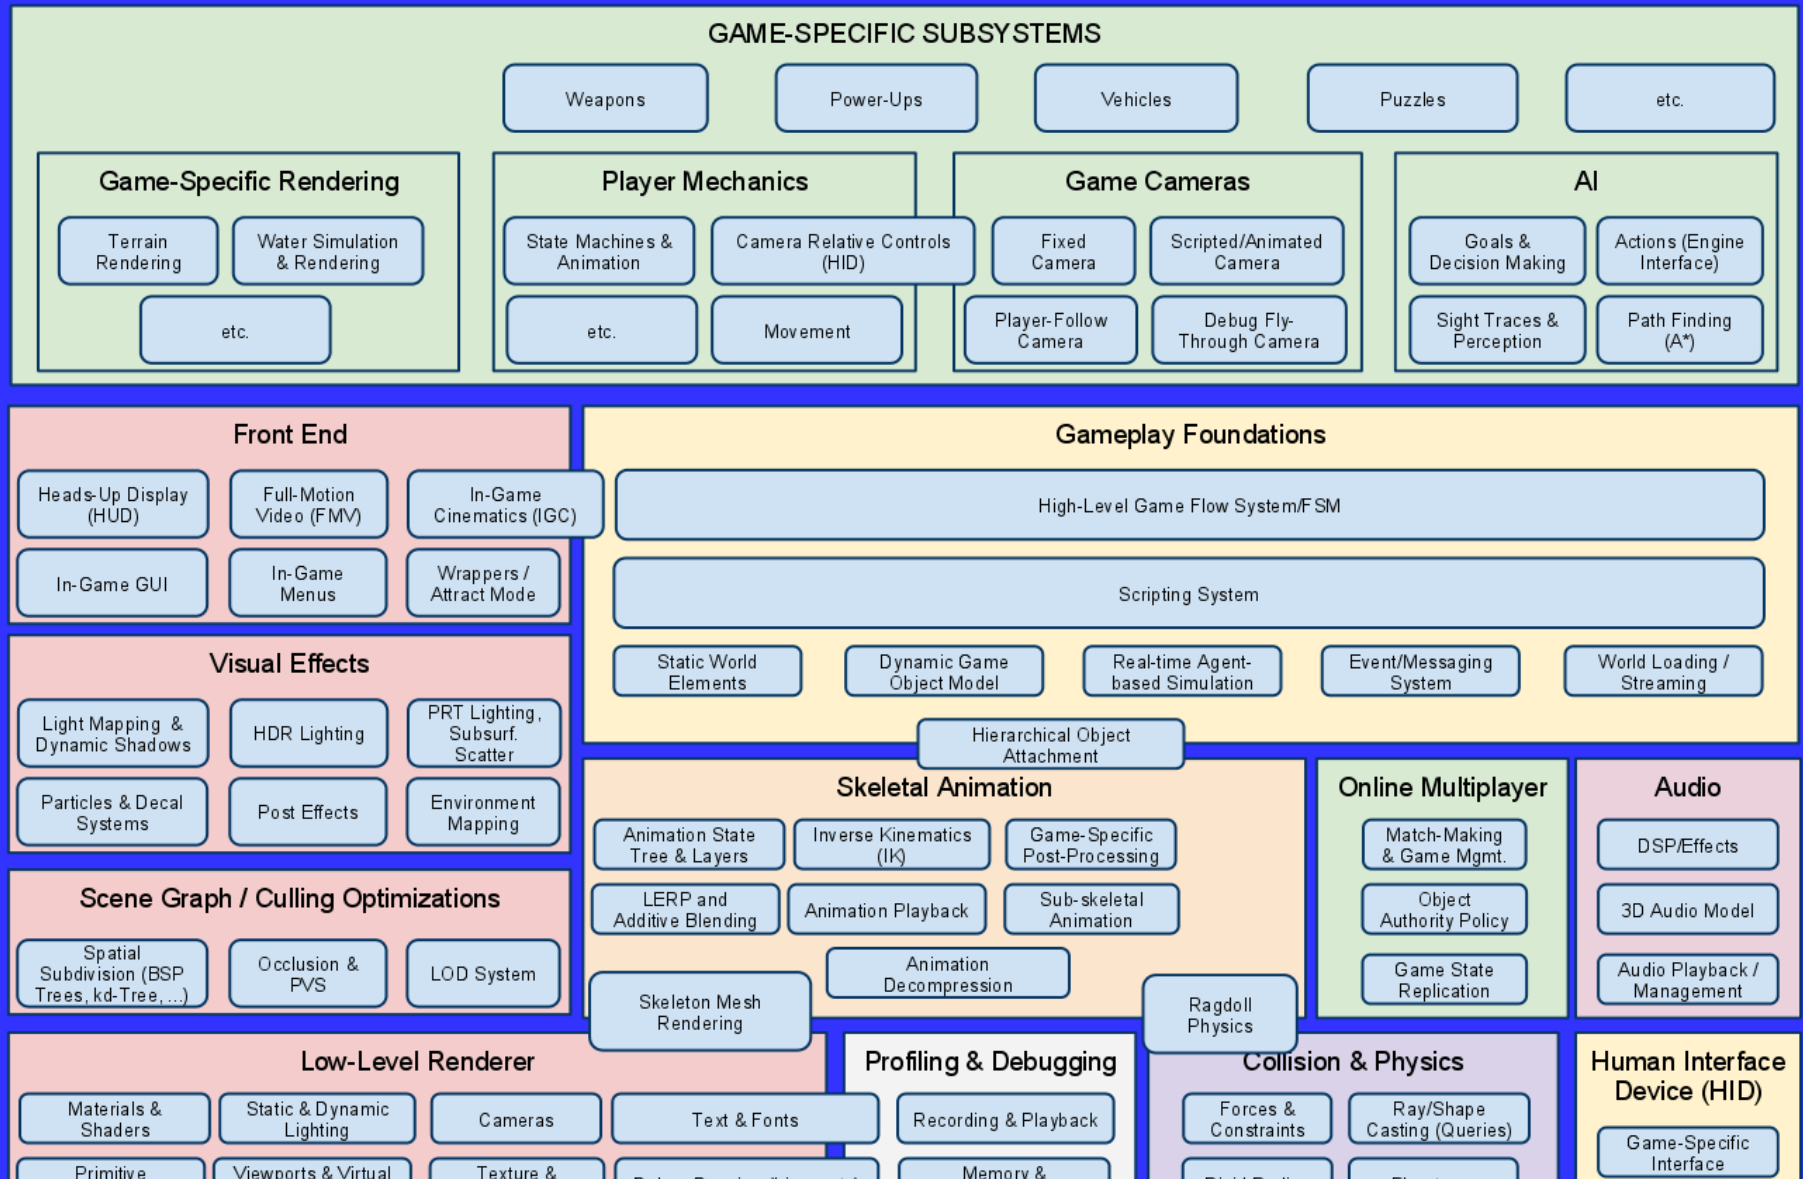 GAME-SPECIFIC SUBSYSTEMS
Weapons
Power-Ups
Vehicles
Puzzles
etc.
Game-Specific Rendering
Terrain
Rendering
Water Simulation
& Rendering
etc.
Player Mechanics
State Machines &
Animation
Camera Relative Controls
(HID)
etc.
Movement
Game Cameras
Fixed
Camera
Scripted/Animated
Camera
Player-Follow
Camera
Debug Fly-
Through Camera
AI
Goals &
Decision Making
Actions (Engine
Interface)
Sight Traces &
Perception
Path Finding
(A*)
Front End
Heads-Up Display
(HUD)
Full-Motion
Video (FMV)
In-Game
Cinematics (IGC)
In-Game GUI
In-Game
Menus
Wrappers /
Attract Mode
Gameplay Foundations
High-Level Game Flow System/FSM
Scripting System
Static World
Elements
Dynamic Game
Object Model
Real-time Agent-
based Simulation
Event/Messaging
System
World Loading /
Streaming
Hierarchical Object
Attachment
Visual Effects
Light Mapping &
Dynamic Shadows
HDR Lighting
PRT Lighting,
Subsurf.
Scatter
Particles & Decal
Systems
Post Effects
Environment
Mapping
Skeletal Animation
Animation State
Tree & Layers
Inverse Kinematics
(IK)
Game-Specific
Post-Processing
LERP and
Additive Blending
Animation Playback
Sub-skeletal
Animation
Animation
Decompression
Skeleton Mesh
Rendering
Ragdoll
Physics
Online Multiplayer
Match-Making
& Game Mgmt.
Object
Authority Policy
Game State
Replication
Audio
DSP/Effects
3D Audio Model
Audio Playback /
Management
Scene Graph / Culling Optimizations
Spatial
Subdivision (BSP
Trees, kd-Tree, ...)
Occlusion &
PVS
LOD System
Low-Level Renderer
Materials &
Shaders
Static & Dynamic
Lighting
Cameras
Text & Fonts
Primitive
Viewports & Virtual
Texture &
Profiling & Debugging
Recording & Playback
Memory &
Collision & Physics
Forces &
Constraints
Ray/Shape
Casting (Queries)
Human Interface
Device (HID)
Game-Specific
Interface